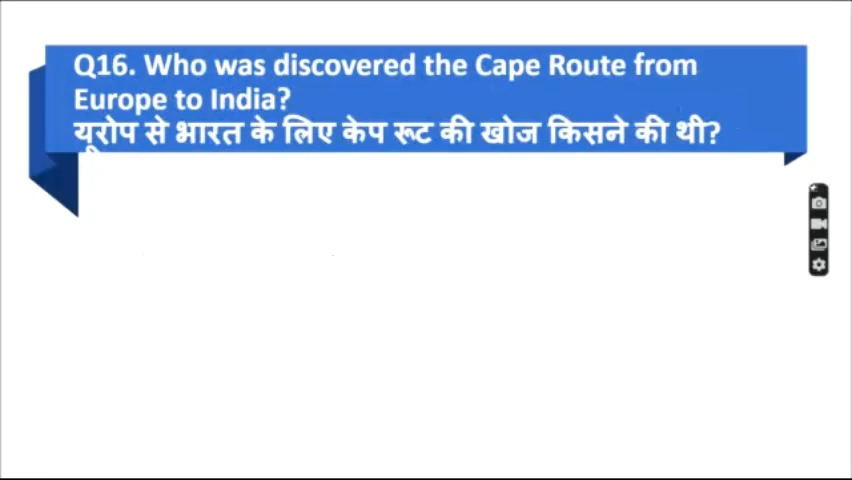 Q16. Who was discovered the Cape Route from
Europe to India?
यूरोप से भारत के लिए केप रूट की खोज किसने की थी?